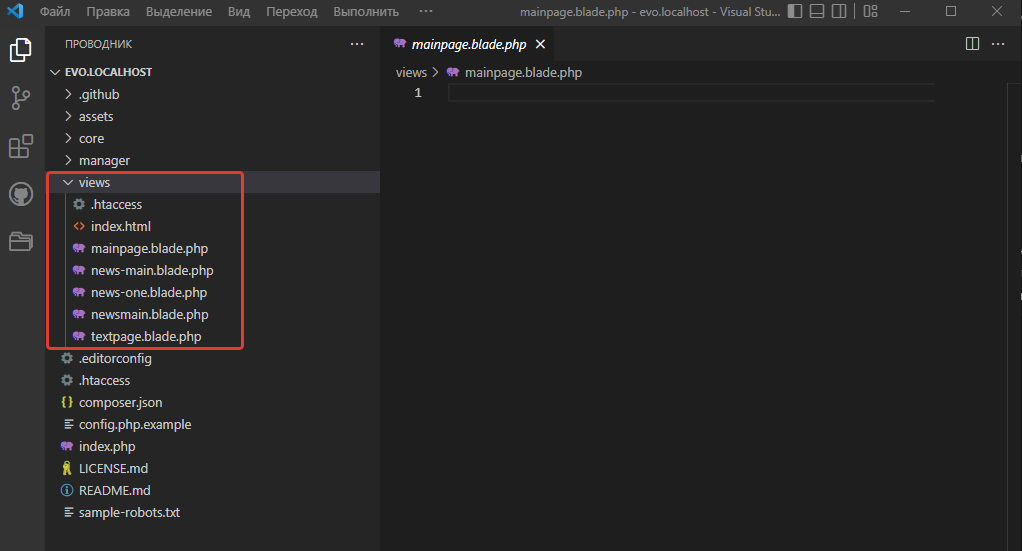 Файл Правка Выделение Вид Переход Выполнить ··· mainpage.blade.php - evo.localhost - Visual Stu...
ПРОВОДНИК ···
EVO.LOCALHOST
.github
assets
core
manager
views
.htaccess
index.html
mainpage.blade.php
news-main.blade.php
news-one.blade.php
newsmain.blade.php
textpage.blade.php
.editorconfig
.htaccess
composer.json
config.php.example
index.php
LICENSE.md
README.md
sample-robots.txt
mainpage.blade.php
views > mainpage.blade.php
1